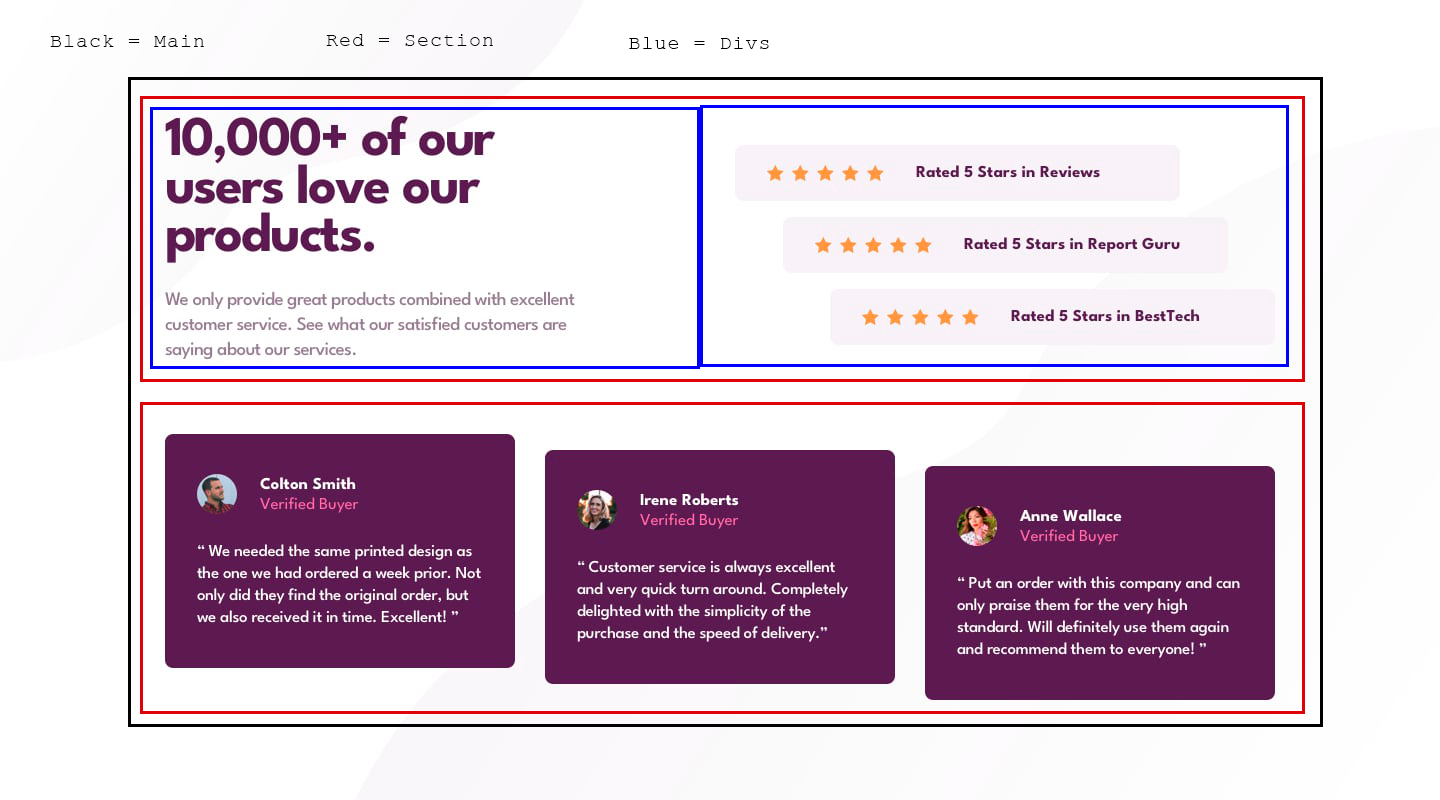 Black = Main
Red = Section
Blue = Divs
10,000+ of our
users love our
products.
We only provide great products combined with excellent
customer service. See what our satisfied customers are
saying about our services.
Rated 5 Stars in Reviews
Rated 5 Stars in Report Guru
Rated 5 Stars in BestTech
Colton Smith
Verified Buyer
“ We needed the same printed design as
the one we had ordered a week prior. Not
only did they find the original order, but
we also received it in time. Excellent! ”
Irene Roberts
Verified Buyer
“ Customer service is always excellent
and very quick turn around. Completely
delighted with the simplicity of the
purchase and the speed of delivery.”
Anne Wallace
Verified Buyer
“ Put an order with this company and can
only praise them for the very high
standard. Will definitely use them again
and recommend them to everyone! ”